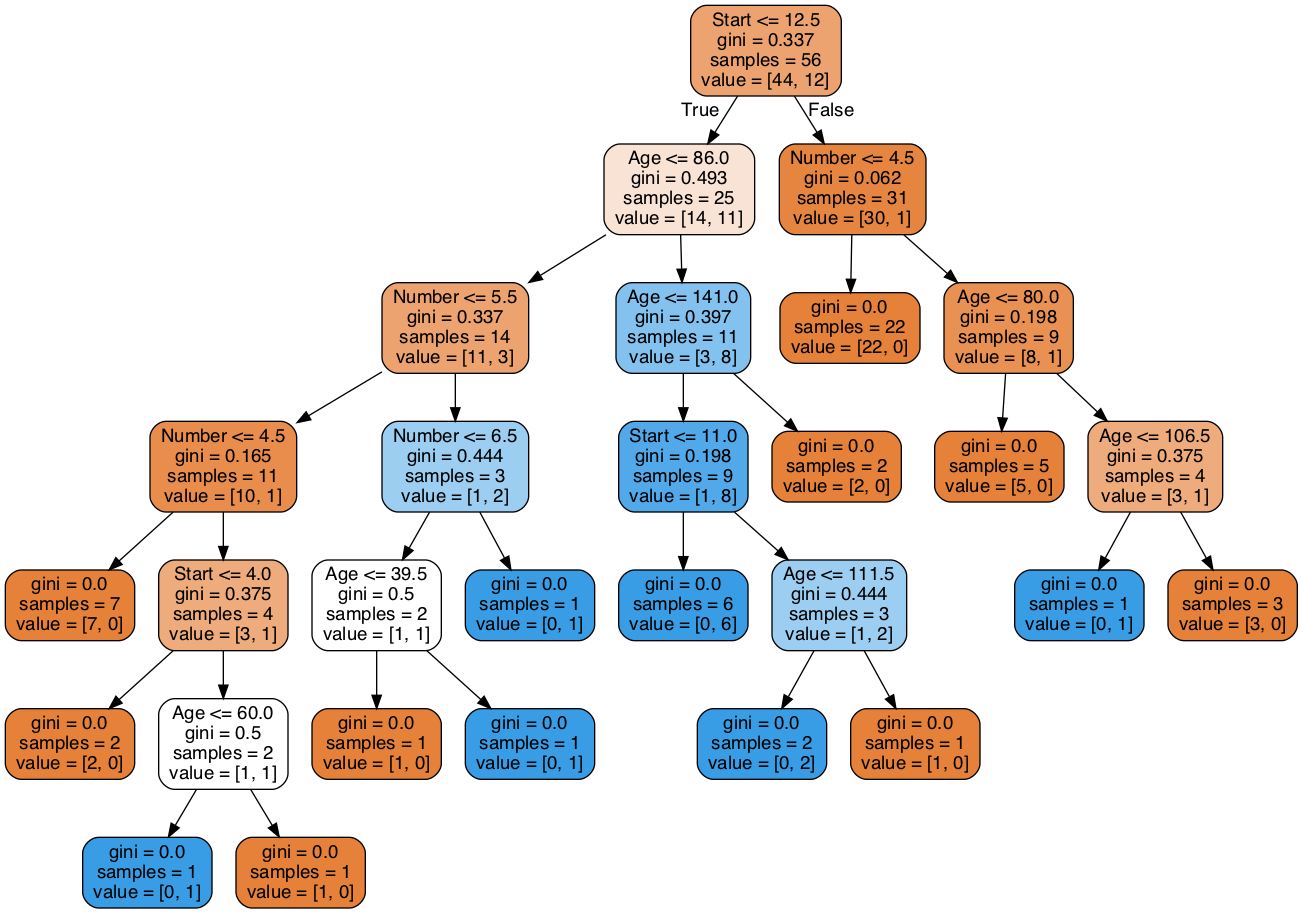 Start <= 12.5
gini = 0.337
samples = 56
value = [44, 12]
True
False
Age <= 86.0
gini = 0.493
samples = 25
value = [14, 11]
Number <= 4.5
gini = 0.062
samples = 31
value = [30, 1]
Number <= 5.5
gini = 0.337
samples = 14
value = [11, 3]
Age <= 141.0
gini = 0.397
samples = 11
value = [3, 8]
gini = 0.0
samples = 22
value = [22, 0]
Age <= 80.0
gini = 0.198
samples = 9
value = [8, 1]
Number <= 4.5
gini = 0.165
samples = 11
value = [10, 1]
Number <= 6.5
gini = 0.444
samples = 3
value = [1, 2]
Start <= 11.0
gini = 0.198
samples = 9
value = [1, 8]
gini = 0.0
samples = 2
value = [2, 0]
gini = 0.0
samples = 5
value = [5, 0]
Age <= 106.5
gini = 0.375
samples = 4
value = [3, 1]
gini = 0.0
samples = 7
value = [7, 0]
Start <= 4.0
gini = 0.375
samples = 4
value = [3, 1]
Age <= 39.5
gini = 0.5
samples = 2
value = [1, 1]
gini = 0.0
samples = 1
value = [0, 1]
gini = 0.0
samples = 6
value = [0, 6]
Age <= 111.5
gini = 0.444
samples = 3
value = [1, 2]
gini = 0.0
samples = 1
value = [0, 1]
gini = 0.0
samples = 3
value = [3, 0]
gini = 0.0
samples = 2
value = [2, 0]
Age <= 60.0
gini = 0.5
samples = 2
value = [1, 1]
gini = 0.0
samples = 1
value = [1, 0]
gini = 0.0
samples = 1
value = [0, 1]
gini = 0.0
samples = 2
value = [0, 2]
gini = 0.0
samples = 1
value = [1, 0]
gini = 0.0
samples = 1
value = [0, 1]
gini = 0.0
samples = 1
value = [1, 0]